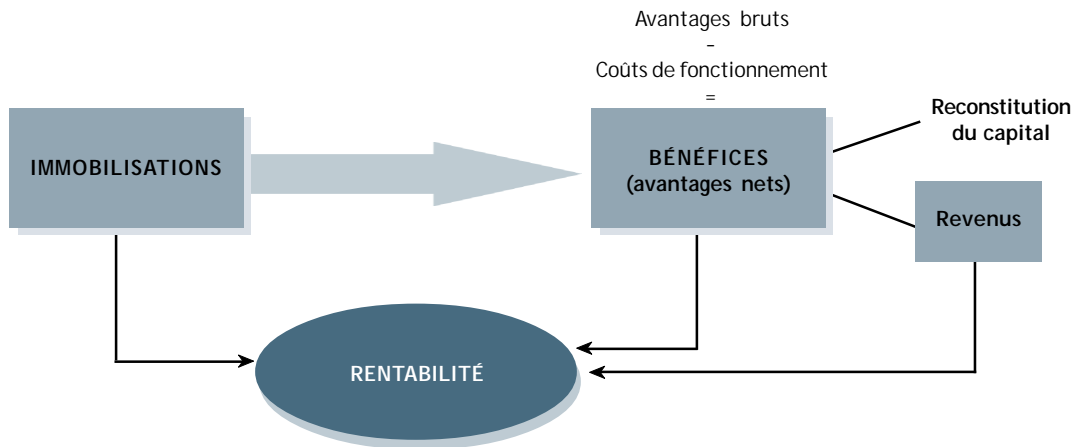 Avantages bruts
-
Coûts de fonctionnement
=
IMMOBILISATIONS
BÉNÉFICES
(avantages nets)
Reconstitution
du capital
Revenus
RENTABILITÉ